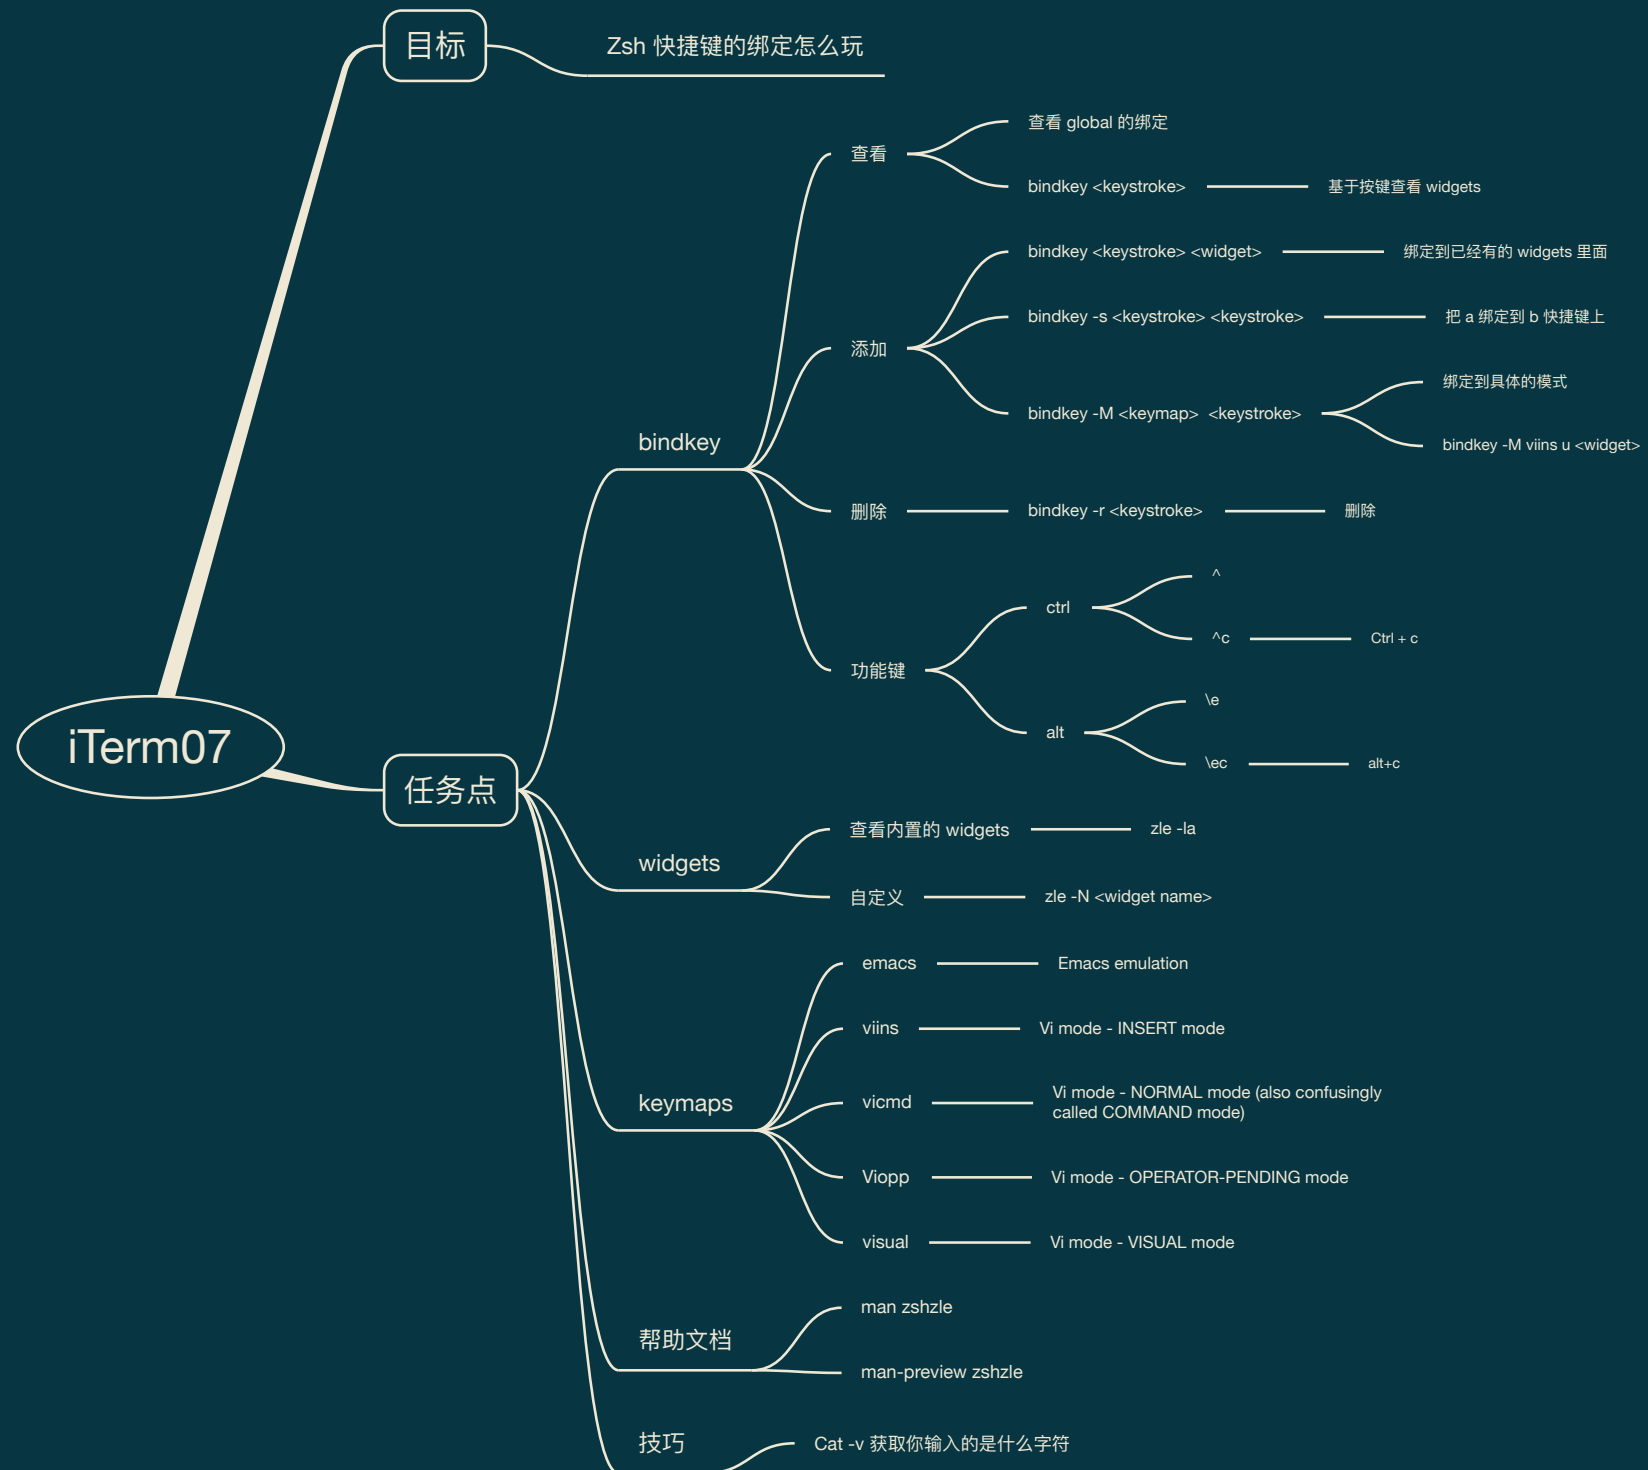 iTerm07
目标
Zsh 快捷键的绑定怎么玩
任务点
bindkey
查看
查看 global 的绑定
bindkey <keystroke>
基于按键查看 widgets
添加
bindkey <keystroke> <widget>
绑定到已经有的 widgets 里面
bindkey -s <keystroke> <keystroke>
把 a 绑定到 b 快捷键上
bindkey -M <keymap>  <keystroke>
绑定到具体的模式
bindkey -M viins u <widget>
删除
bindkey -r <keystroke>
删除
功能键
ctrl
^
^c
Ctrl + c
alt
\e
\ec
alt+c
widgets
查看内置的 widgets
zle -la
自定义
zle -N <widget name>
keymaps
emacs
Emacs emulation
viins
Vi mode - INSERT mode
vicmd
Vi mode - NORMAL mode (also confusingly
called COMMAND mode)
Viopp
Vi mode - OPERATOR-PENDING mode
visual
Vi mode - VISUAL mode
帮助文档
man zshzle
man-preview zshzle
技巧
Cat -v 获取你输入的是什么字符